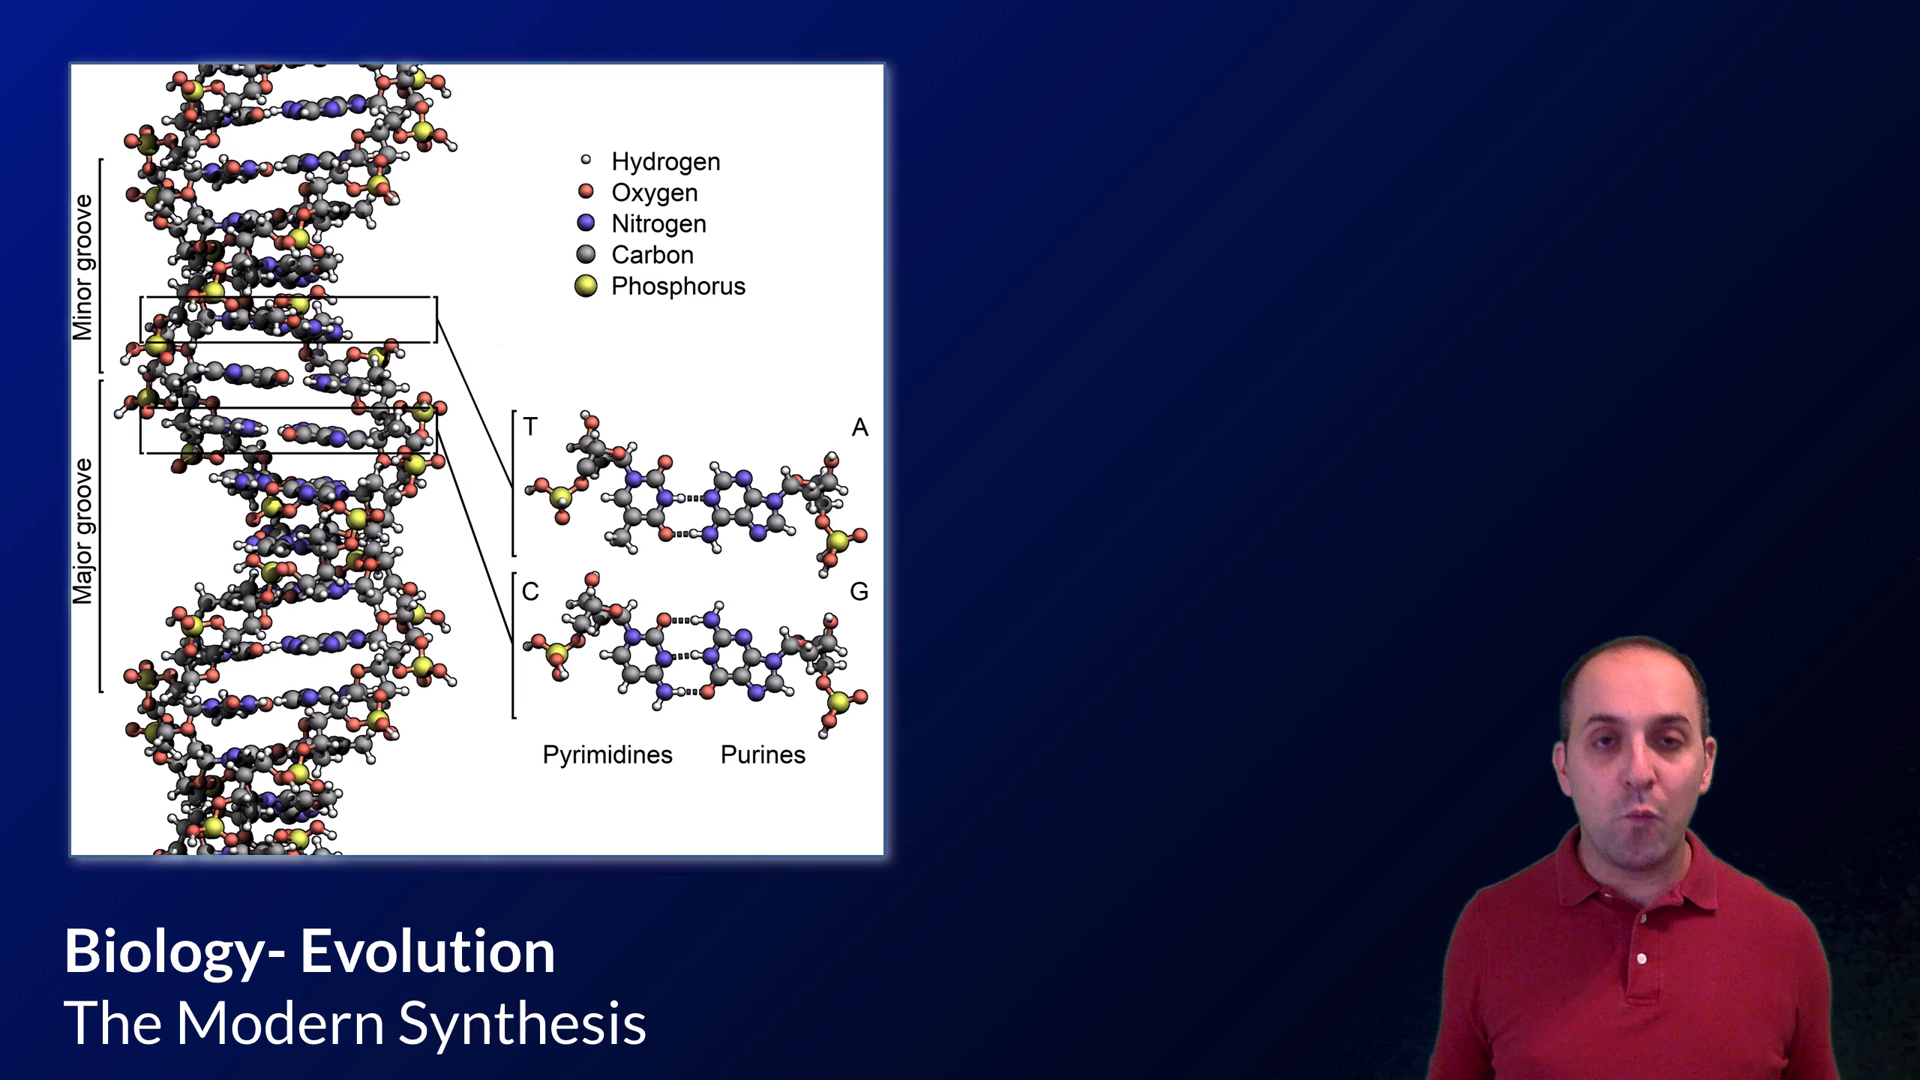 Minor groove
Major groove
Hydrogen
Oxygen
Nitrogen
Carbon
Phosphorus
T A
C G
Pyrimidines Purines
Biology- Evolution
The Modern Synthesis